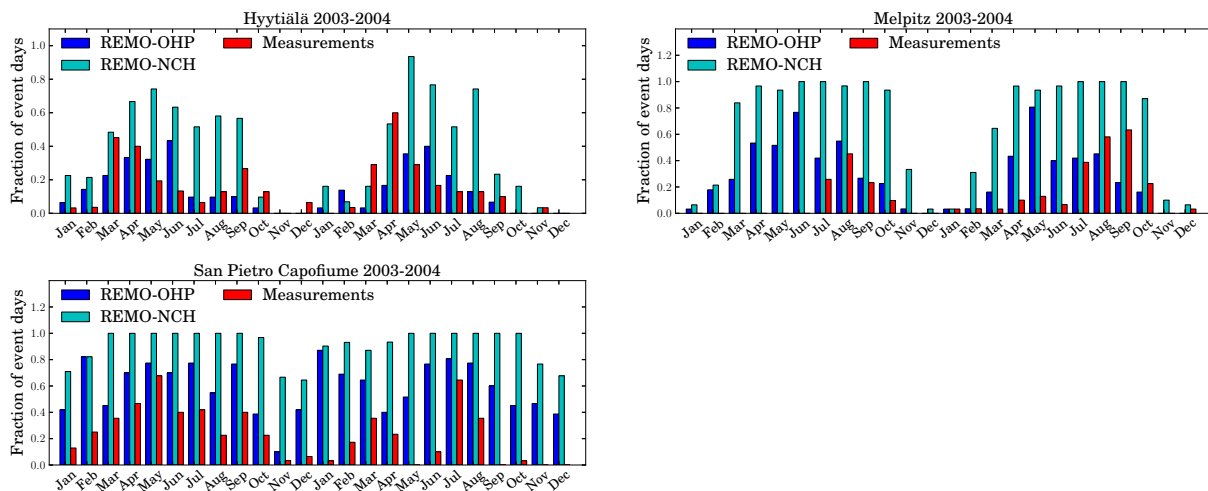 Hyytiälä 2003-2004
Fraction of event days
1.0
0.8
0.6
0.4
0.2
0.0
REMO-OHP
REMO-NCH
Measurements
Jan Feb Mar Apr May Jun Jul Aug Sep Oct Nov Dec Jan Feb Mar Apr May Jun Jul Aug Sep Oct Nov Dec
Melpitz 2003-2004
Fraction of event days
1.2
1.0
0.8
0.6
0.4
0.2
0.0
REMO-OHP
REMO-NCH
Measurements
Jan Feb Mar Apr May Jun Jul Aug Sep Oct Nov Dec Jan Feb Mar Apr May Jun Jul Aug Sep Oct Nov Dec
San Pietro Capofiume 2003-2004
Fraction of event days
1.2
1.0
0.8
0.6
0.4
0.2
0.0
REMO-OHP
REMO-NCH
Measurements
Jan Feb Mar Apr May Jun Jul Aug Sep Oct Nov Dec Jan Feb Mar Apr May Jun Jul Aug Sep Oct Nov Dec